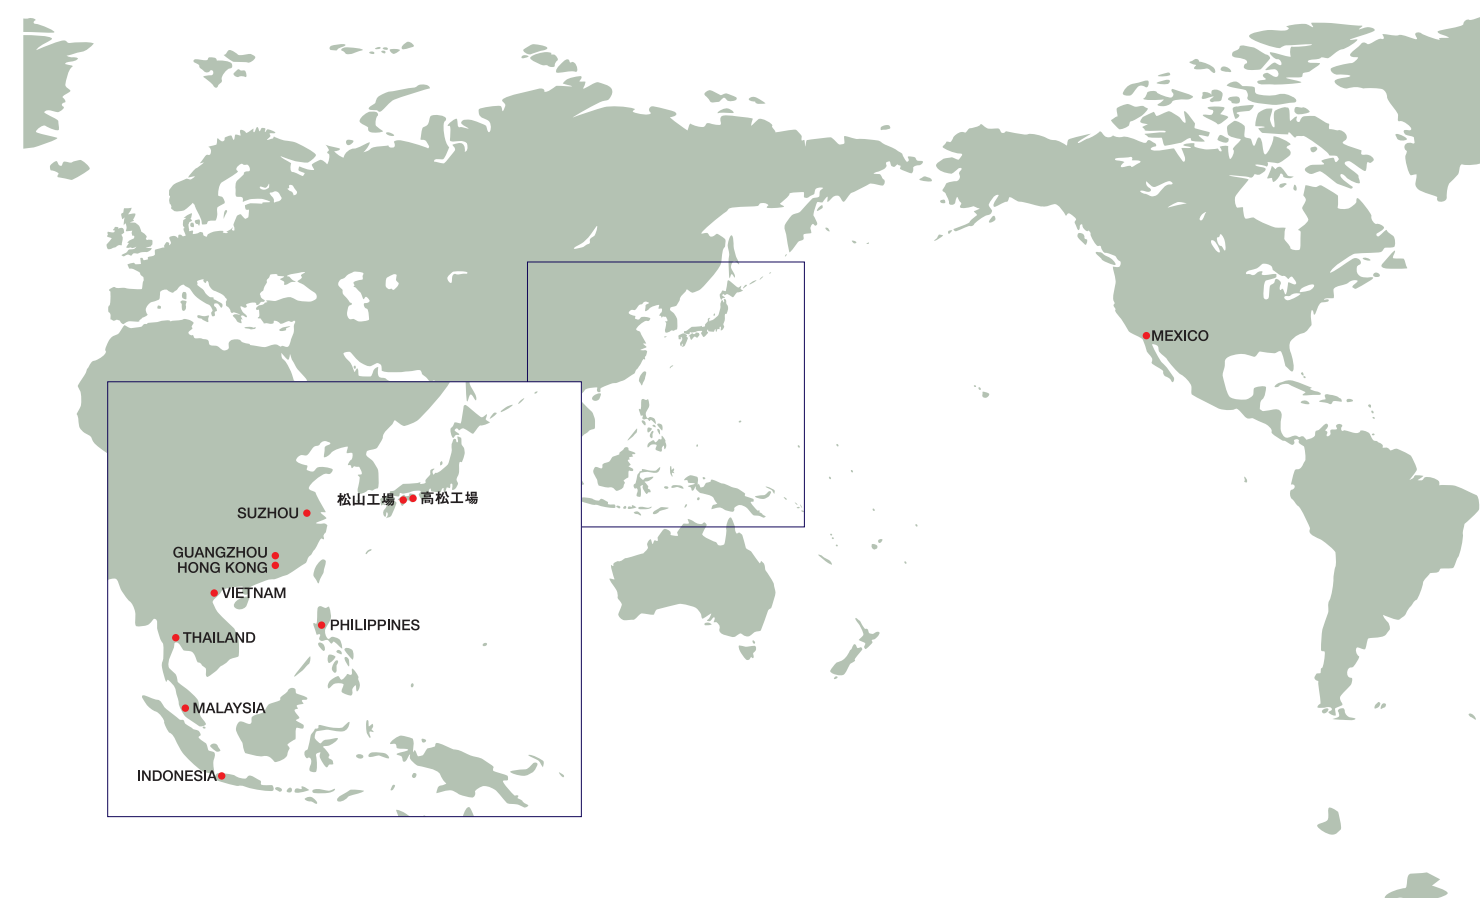 MEXICO
松山工場
高松工場
SUZHOU
GUANGZHOU
HONG KONG
VIETNAM
PHILIPPINES
THAILAND
MALAYSIA
INDONESIA